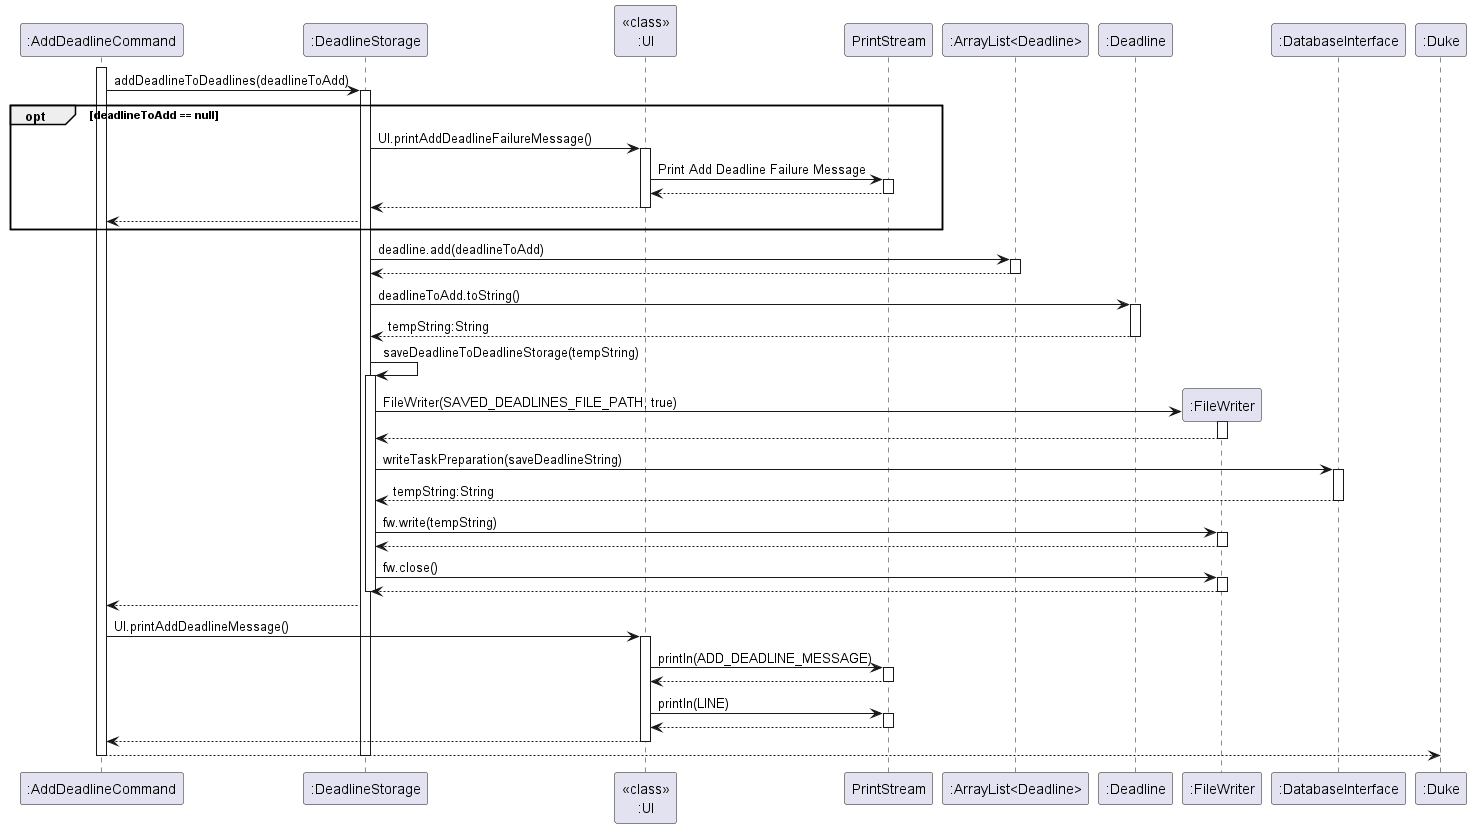 «class»
:AddDeadlineCommand :DeadlineStorage :UI PrintStream :ArrayList<Deadline> :Deadline :DatabaseInterface :Duke
addDeadlineToDeadlines(deadlineToAdd)
opt [deadlineToAdd == null]
UI.printAddDeadlineFailureMessage()
Print Add Deadline Failure Message
deadline.add(deadlineToAdd)
deadlineToAdd.toString()
tempString:String
saveDeadlineToDeadlineStorage(tempString)
FileWriter(SAVED_DEADLINES_FILE_PATH, true) :FileWriter
writeTaskPreparation(saveDeadlineString)
tempString:String
fw.write(tempString)
fw.close()
UI.printAddDeadlineMessage()
println(ADD_DEADLINE_MESSAGE)
println(LINE)
«class»
:AddDeadlineCommand :DeadlineStorage :UI PrintStream :ArrayList<Deadline> :Deadline :FileWriter :DatabaseInterface :Duke